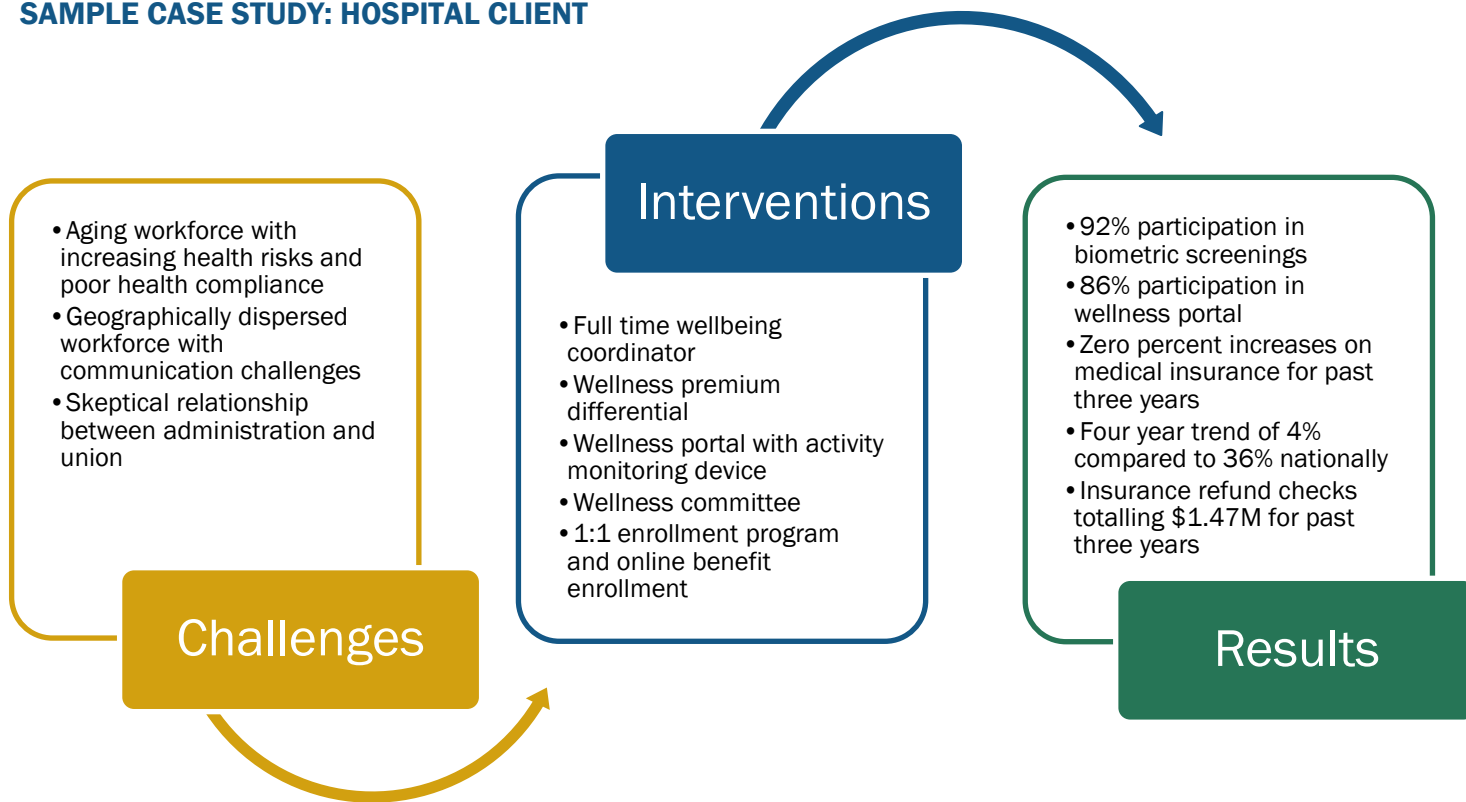 SAMPLE CASE STUDY: HOSPITAL CLIENT
•Aging workforce with
increasing health risks and
poor health compliance
•Geographically dispersed
workforce with
communication challenges
•Skeptical relationship
between administration and
union
Challenges
Interventions
•Full time wellbeing
coordinator
•Wellness premium
differential
•Wellness portal with activity
monitoring device
•Wellness committee
•1:1 enrollment program
and online benefit
enrollment
•92% participation in
biometric screenings
•86% participation in
wellness portal
•Zero percent increases on
medical insurance for past
three years
•Four year trend of 4%
compared to 36% nationally
•Insurance refund checks
totalling $1.47M for past
three years
Results